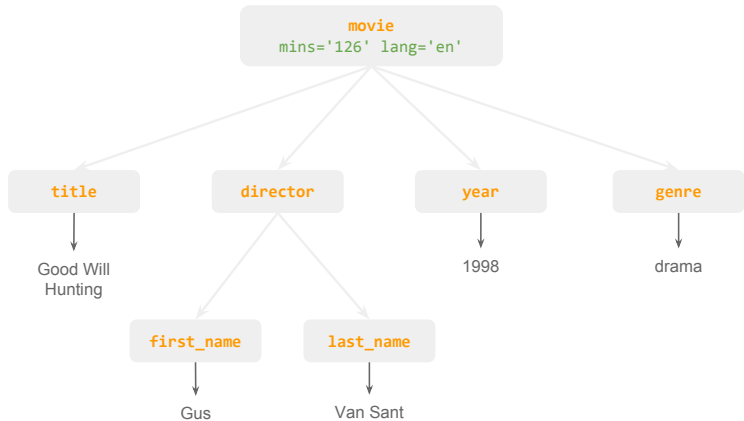 movie
mins='126' lang='en'
title
director
year
genre
Good Will
Hunting
1998
drama
first_name
last_name
Gus
Van Sant